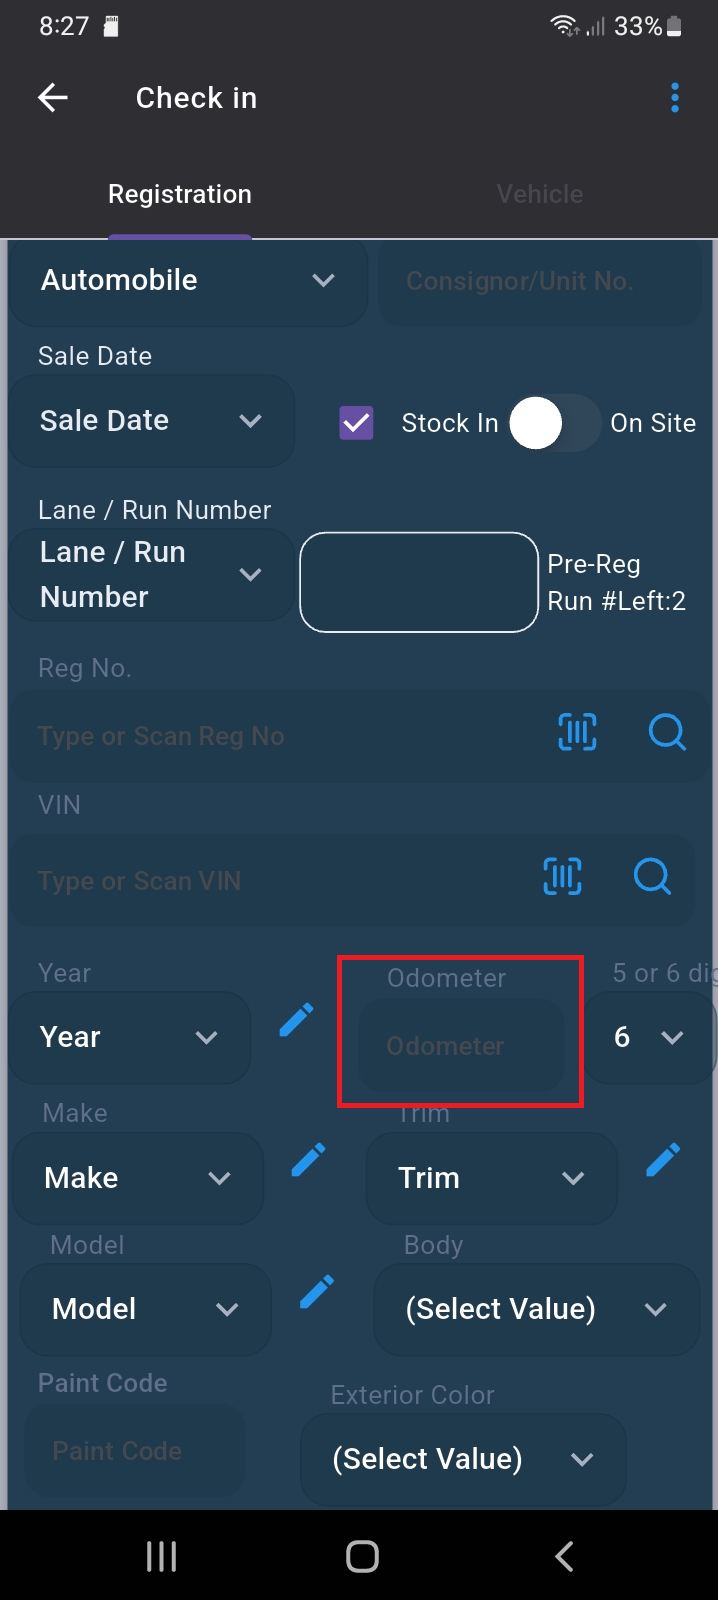 8:27 33%
Check in
Registration Vehicle
Automobile Consignor/Unit No.
Sale Date
Sale Date Stock In On Site
Lane / Run Number
Lane / Run
Number
Pre-Reg
Run #Left:2
Reg No.
Type or Scan Reg No
VIN
Type or Scan VIN
Year Odometer 5 or 6 dig
Year Odometer 6
Make Trim
Make Trim
Model Body
Model (Select Value)
Paint Code Exterior Color
Paint Code (Select Value)